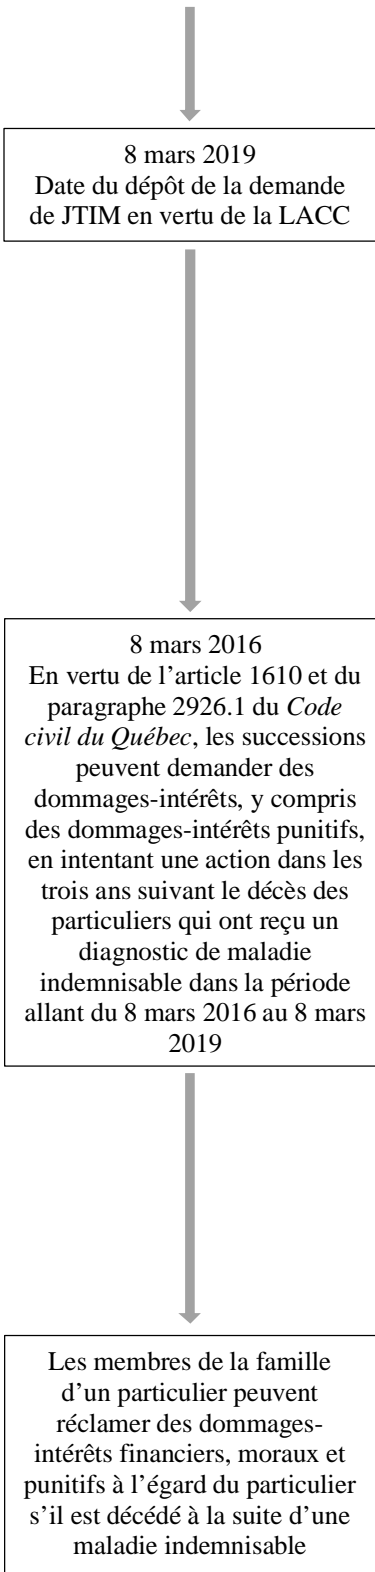 8 mars 2019
Date du dépôt de la demande
de JTIM en vertu de la LACC
8 mars 2016
En vertu de l’article 1610 et du
paragraphe 2926.1 du Code
civil du Québec, les successions
peuvent demander des
dommages-intérêts, y compris
des dommages-intérêts punitifs,
en intentant une action dans les
trois ans suivant le décès des
particuliers qui ont reçu un
diagnostic de maladie
indemnisable dans la période
allant du 8 mars 2016 au 8 mars
2019
Les membres de la famille
d’un particulier peuvent
réclamer des dommages-
intérêts financiers, moraux et
punitifs à l’égard du particulier
s’il est décédé à la suite d’une
maladie indemnisable